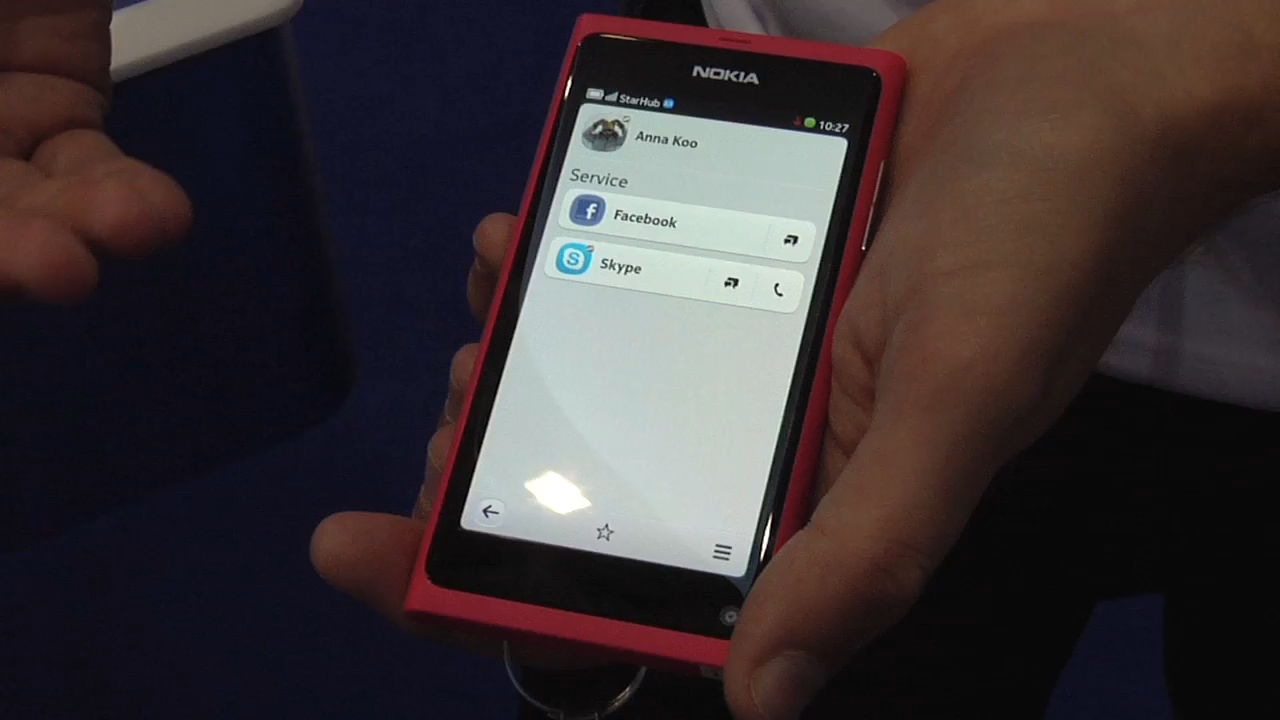 NOKIA
StarHub
10:27
Anna Koo
Service
f Facebook
S Skype